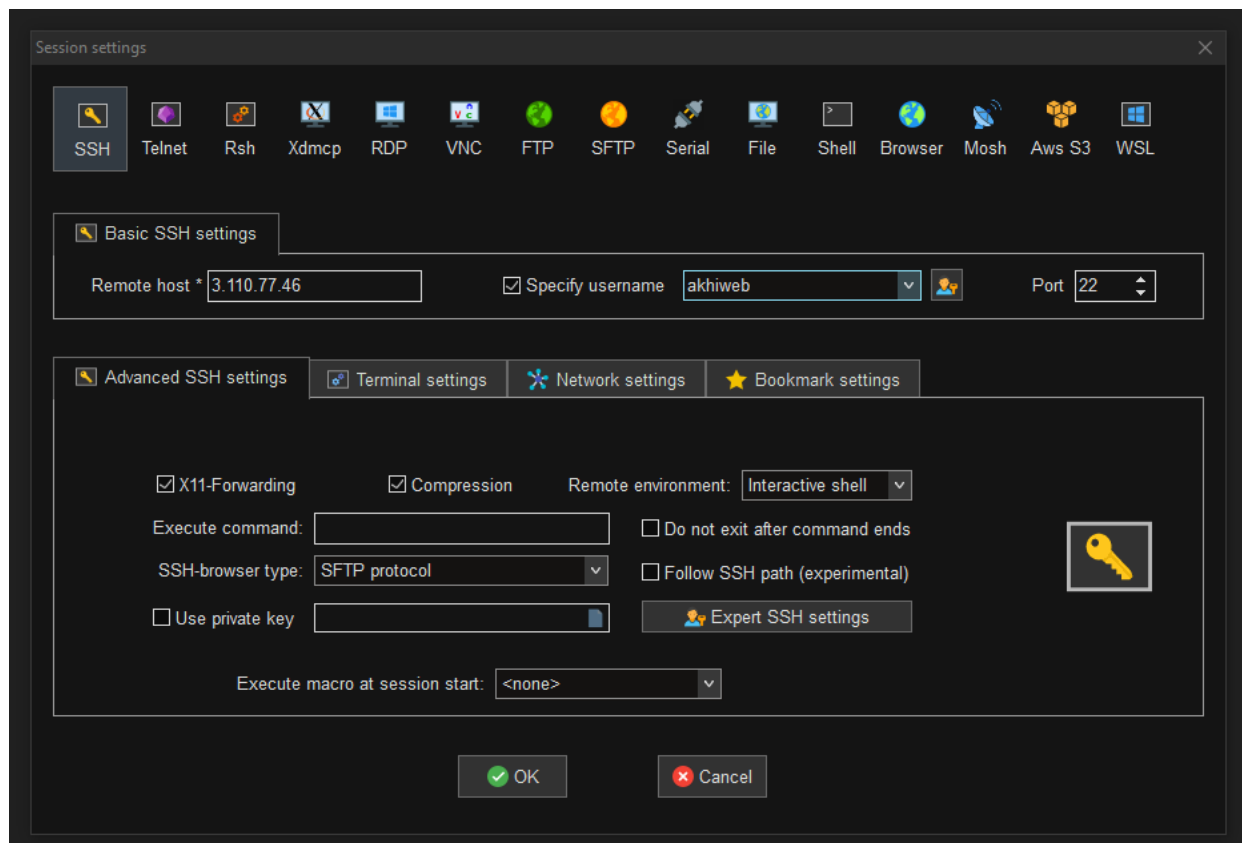 Session settings
SSH Telnet Rsh Xdmcp RDP VNC FTP SFTP Serial File Shell Browser Mosh Aws S3 WSL
Basic SSH settings
Remote host * 3.110.77.46 Specify username akhiweb Port 22
Advanced SSH settings Terminal settings Network settings Bookmark settings
X11-Forwarding Compression Remote environment: Interactive shell
Execute command: Do not exit after command ends
SSH-browser type: SFTP protocol Follow SSH path (experimental)
Use private key Expert SSH settings
Execute macro at session start: <none>
OK Cancel